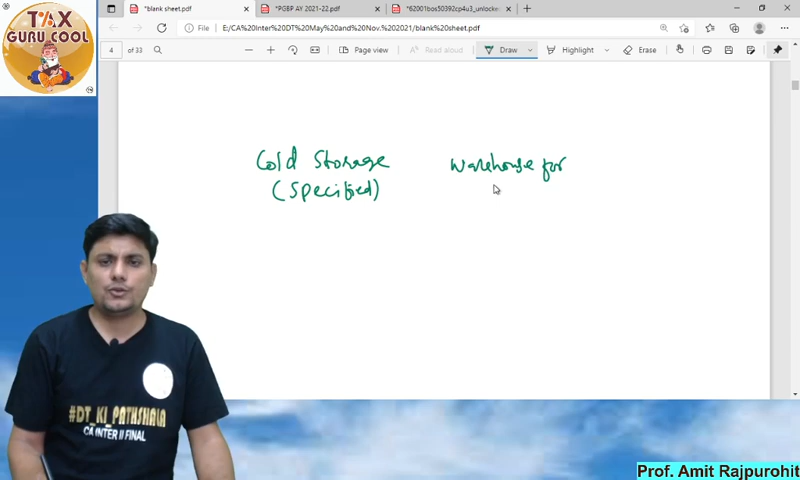 TAX
GURU COOL
*blank sheet.pdf
*PGBP AY 2021-22.pdf
*62001bos50392cp4u3_unlocke
File
E:/CA%20Inter%20DT%20May%20and%20Nov.%202021/blank%20sheet.pdf
4 of 33
Page view
Read aloud
Draw
Highlight
Erase
Cold Storage
(Specified)
Warehouse for
#DT_KI_PATHSHALA
CA INTER II FINAL
Prof. Amit Rajpurohit